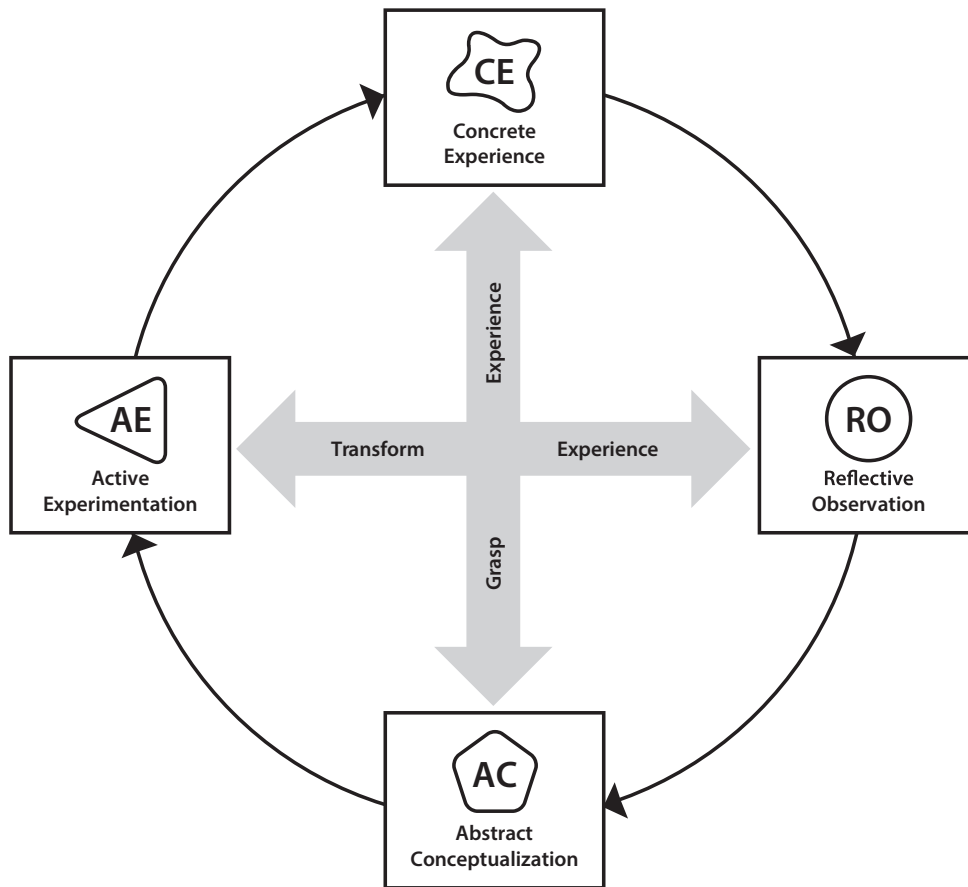 CE
Concrete
Experience
Experience
AE
Active
Experimentation
Transform
Experience
RO
Reflective
Observation
Grasp
AC
Abstract
Conceptualization